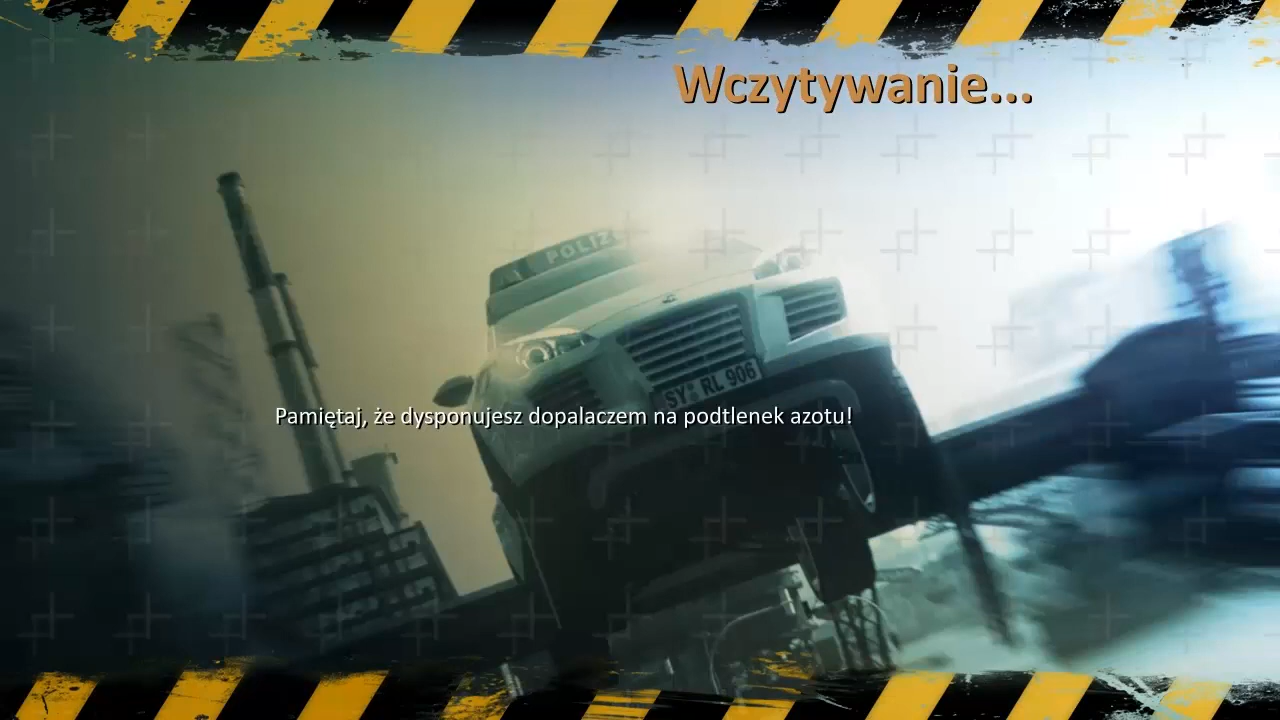 Wczytywanie...
POLIZ
SY RL 906
Pamiętaj, że dysponujesz dopalaczem na podtlenek azotu!